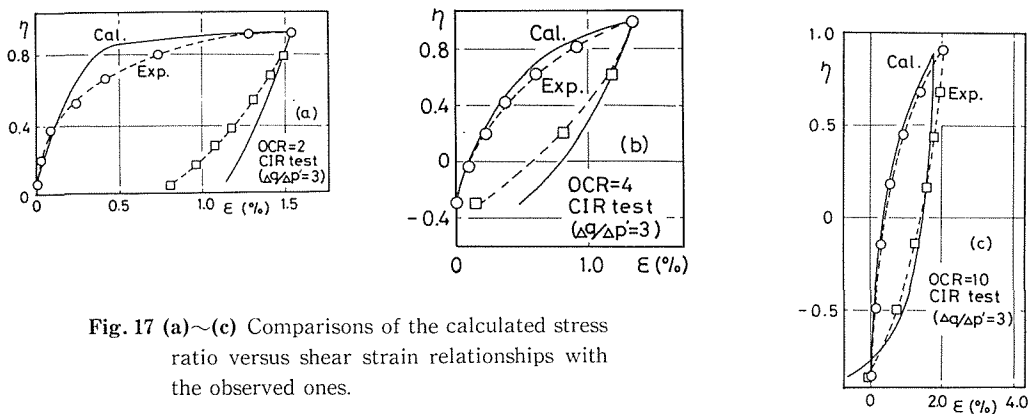 η
Cal.
0.8
Exp.
(a)
0.4
OCR=2
CIR test
(Δq/Δp'=3)
0
0 0.5 1.0 1.5
ε(%)
η
Cal.
0.8
Exp.
0.4
(b)
0
OCR=4
CIR test
(Δq/Δp'=3)
-0.4
0 1.0 ε(%)
1.0
η
Cal.
Exp.
0.5
0
(c)
OCR=10
CIR test
(Δq/Δp'=3)
-0.5
0 2.0 4.0
ε(%)
Fig. 17 (a)~(c) Comparisons of the calculated stress
ratio versus shear strain relationships with
the observed ones.